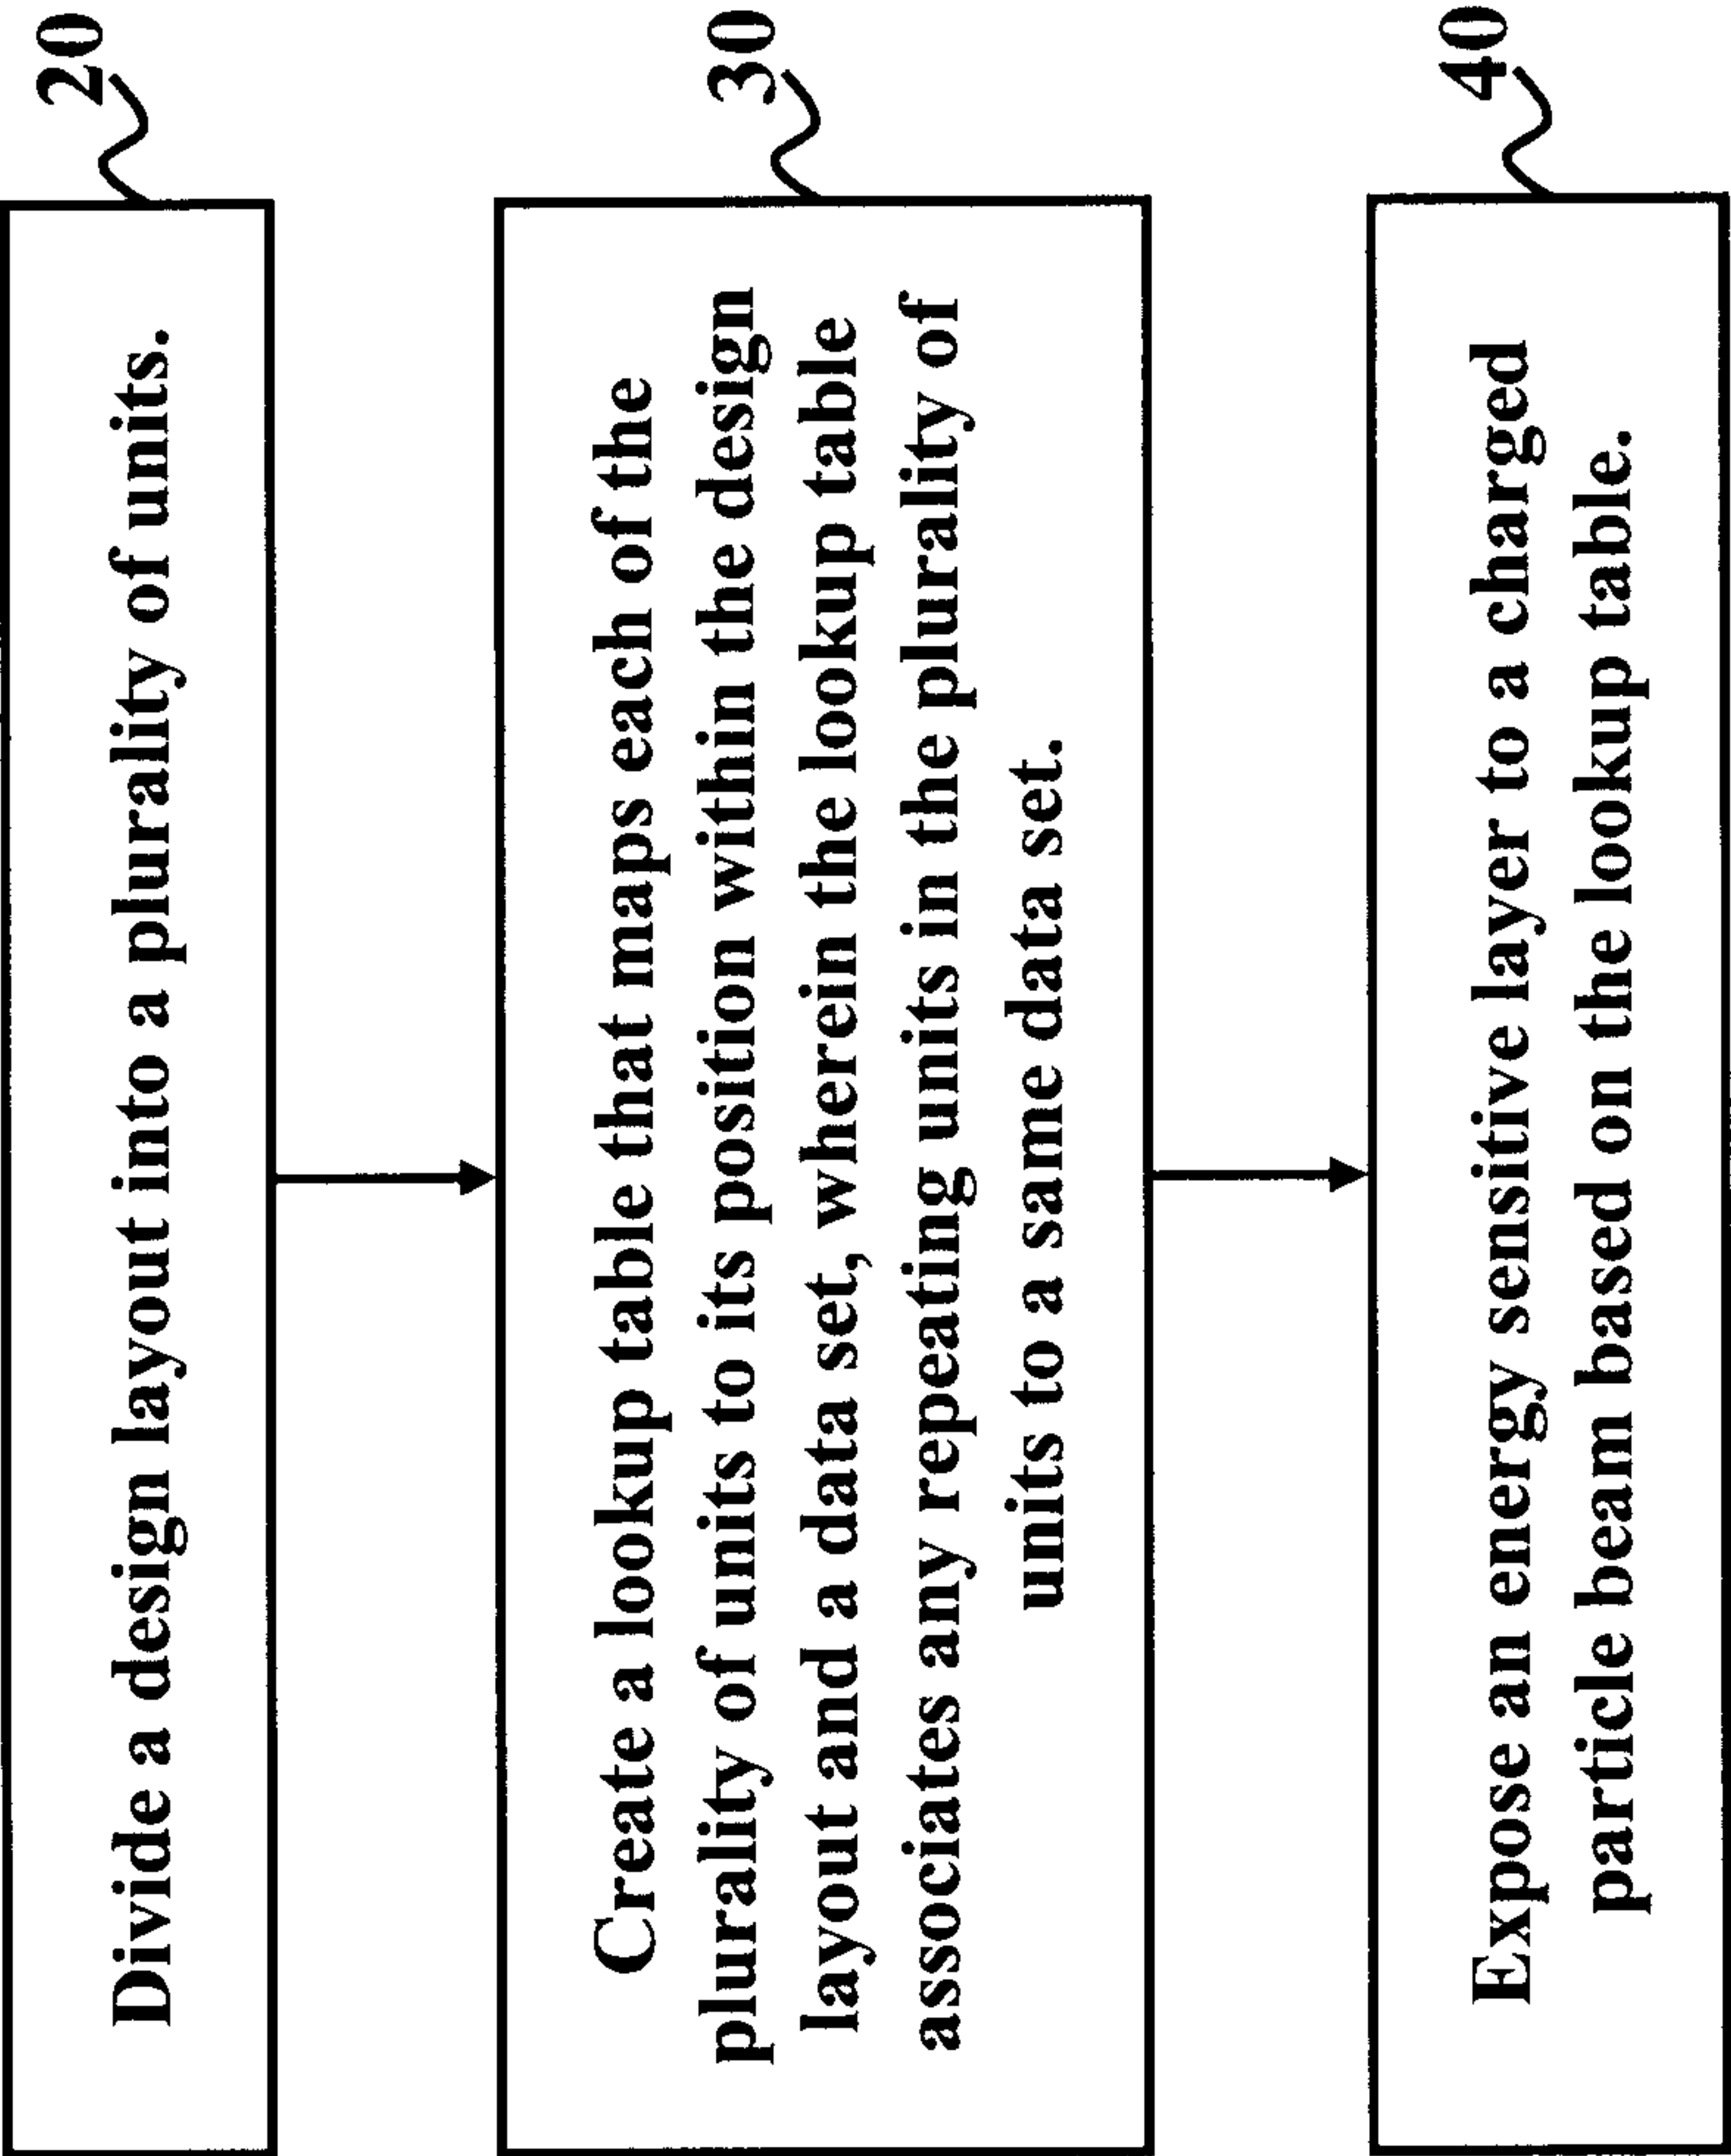 Divide a design layout into a plurality of units.
20
Create a lookup table that maps each of the
plurality of units to its position within the design
layout and a data set, wherein the lookup table
associates any repeating units in the plurality of
units to a same data set.
30
Expose an energy sensitive layer to a charged
particle beam based on the lookup table.
40